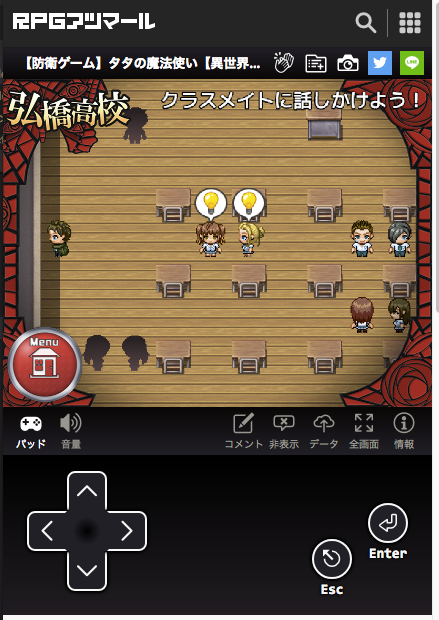 RPGアツマール
【防衛ゲーム】タタの魔法使い【異世界...
LINE
弘橋高校
クラスメイトに話しかけよう！
Menu
パッド
音量
コメント
非表示
データ
全画面
情報
Enter
Esc